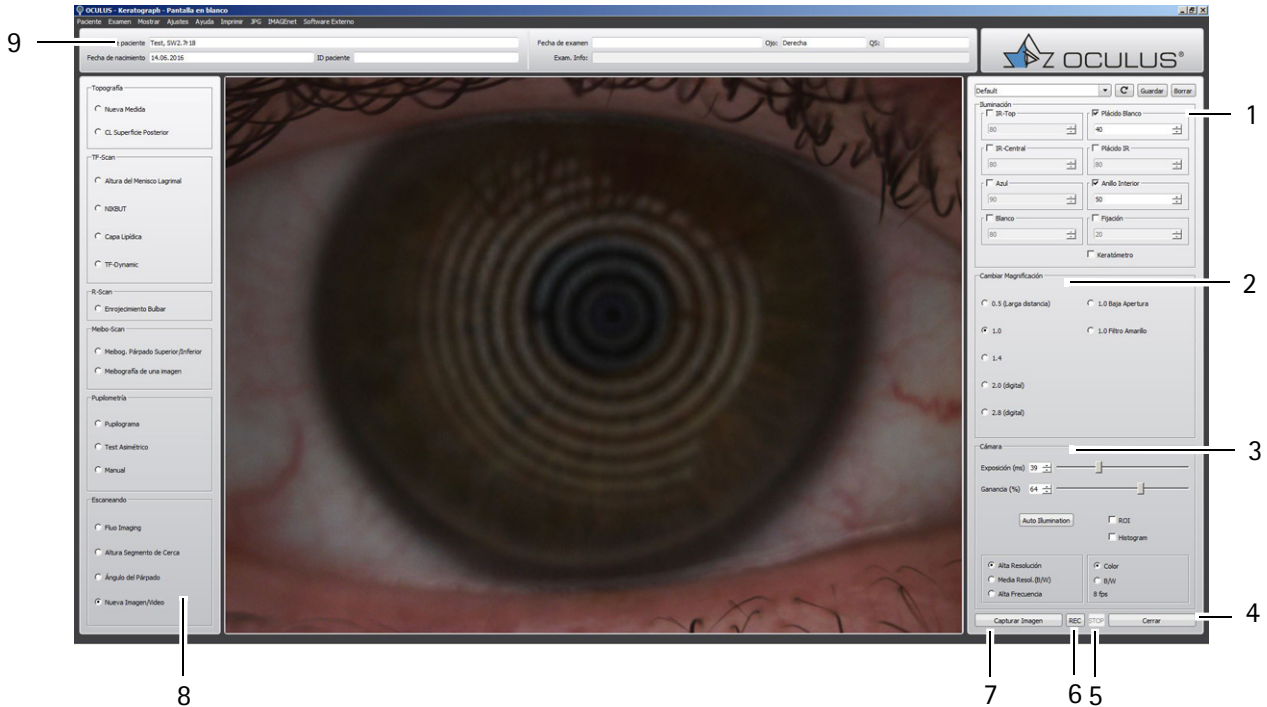 OCULUS - Keratograph - Pantalla en blanco
Paciente Examen Mostrar Ajustes Ayuda Imprimir JPG IMAGEnet Software Externo
9
paciente Test, SW2.7r18
Fecha de nacimiento 14.06.2016 ID paciente
Fecha de examen Ojo: Derecha QS:
Exam. Info:
OCULUS®
Topografía
Nueva Medida
CL Superficie Posterior
TF-Scan
Altura del Menisco Lagrimal
NIKBUT
Capa Lipídica
TF-Dynamic
R-Scan
Enrojecimiento Bulbar
Meibo-Scan
Meibog. Párpado Superior/Inferior
Meibografía de una imagen
Pupilometría
Pupilograma
Test Asimétrico
Manual
Escaneando
Fluo Imaging
Altura Segmento de Cerca
Ángulo del Párpado
Nueva Imagen/Video
8
Default C Guardar Borrar
Iluminación
IR-Top Plácido Blanco 1
80 40
IR-Central Plácido IR
80 80
Azul Anillo Interior
90 50
Blanco Fijación
80 20
Keratómetro
Cambiar Magnificación 2
0.5 (Larga distancia) 1.0 Baja Apertura
1.0 1.0 Filtro Amarillo
1.4
2.0 (digital)
2.8 (digital)
Cámara 3
Exposición (ms) 39
Ganancia (%) 64
Auto Illumination ROI
Histogram
Alta Resolución Color
Media Resol.(B/W) B/W
Alta Frecuencia 8 fps
Capturar Imagen REC STOP Cerrar 4
7 6 5